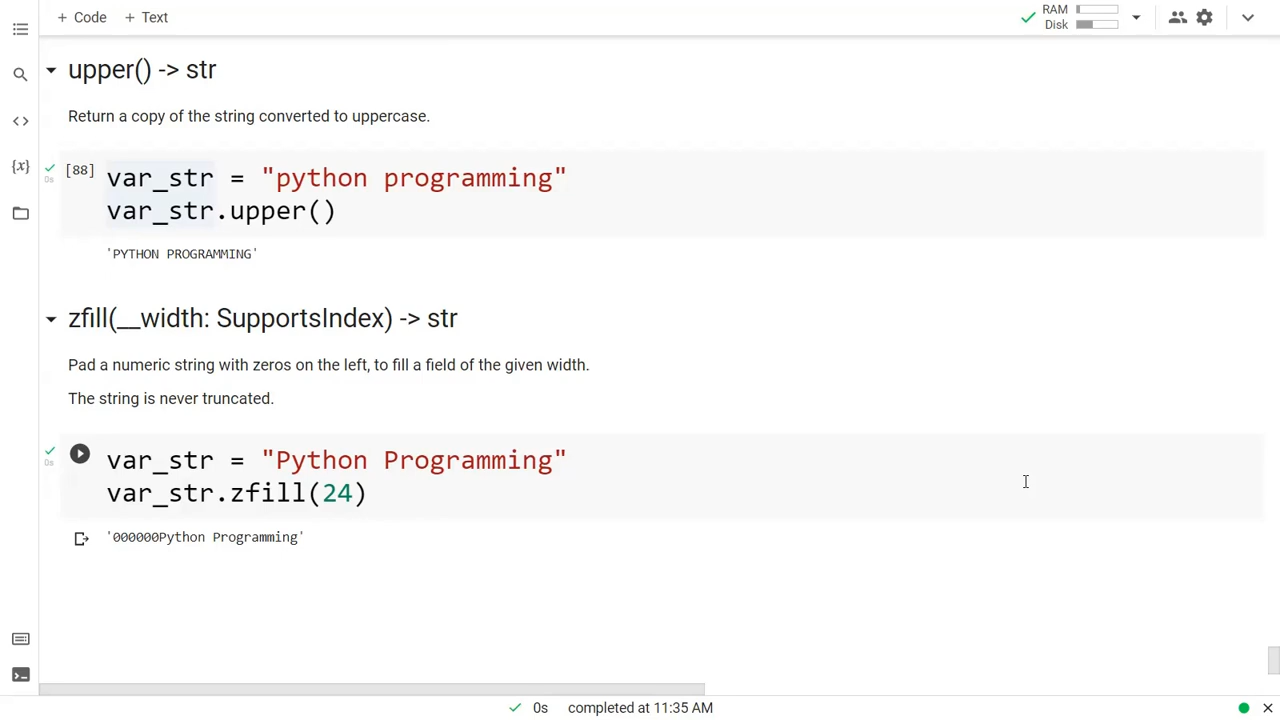 + Code + Text
RAM
Disk
upper() -> str
Return a copy of the string converted to uppercase.
[88]
0s
var_str = "python programming"
var_str.upper()
'PYTHON PROGRAMMING'
zfill(__width: SupportsIndex) -> str
Pad a numeric string with zeros on the left, to fill a field of the given width.
The string is never truncated.
0s
var_str = "Python Programming"
var_str.zfill(24)
'000000Python Programming'
0s completed at 11:35 AM